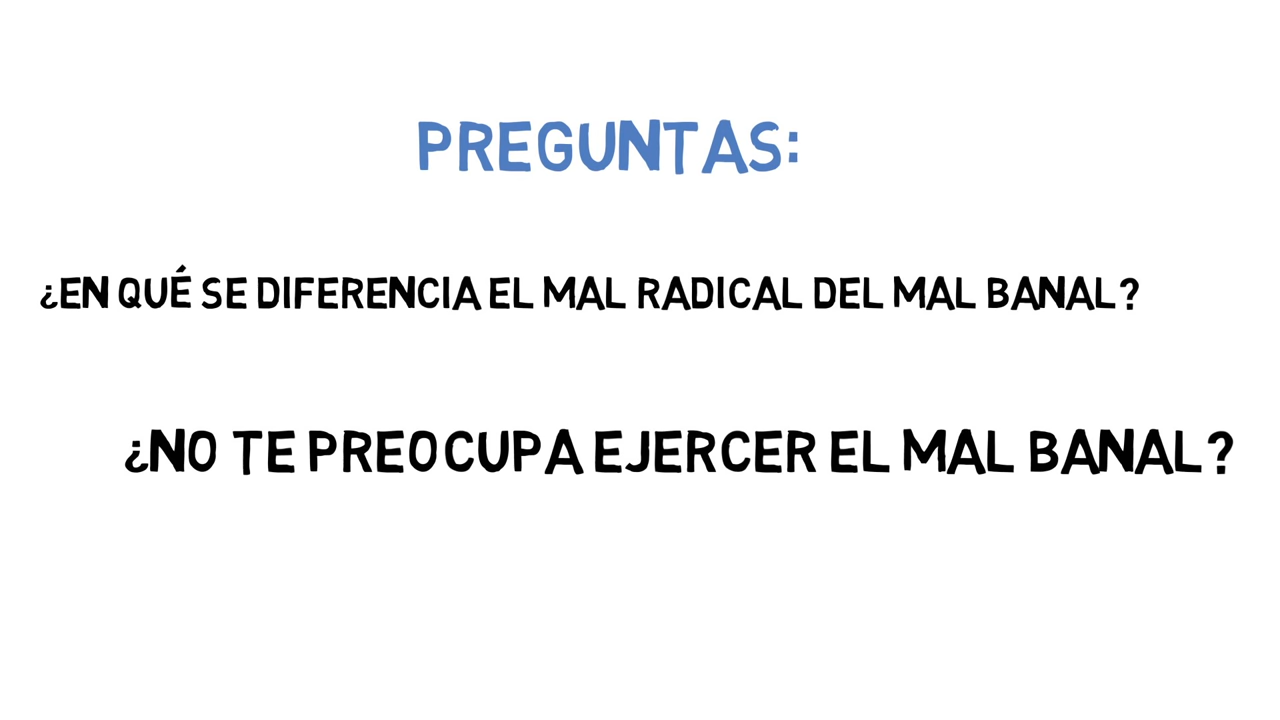 PREGUNTAS:
¿EN QUÉ SE DIFERENCIA EL MAL RADICAL DEL MAL BANAL?
¿NO TE PREOCUPA EJERCER EL MAL BANAL?